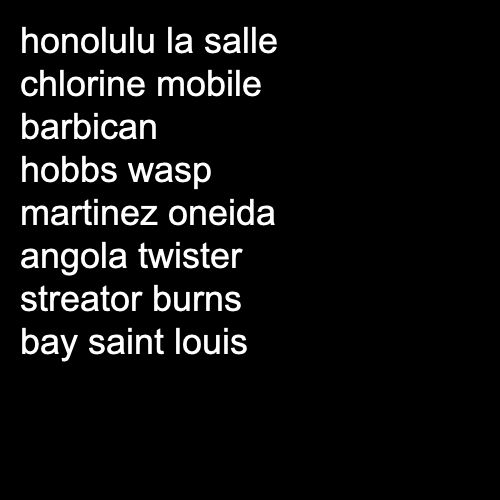 honolulu la salle
chlorine mobile
barbican
hobbs wasp
martinez oneida
angola twister
streator burns
bay saint louis